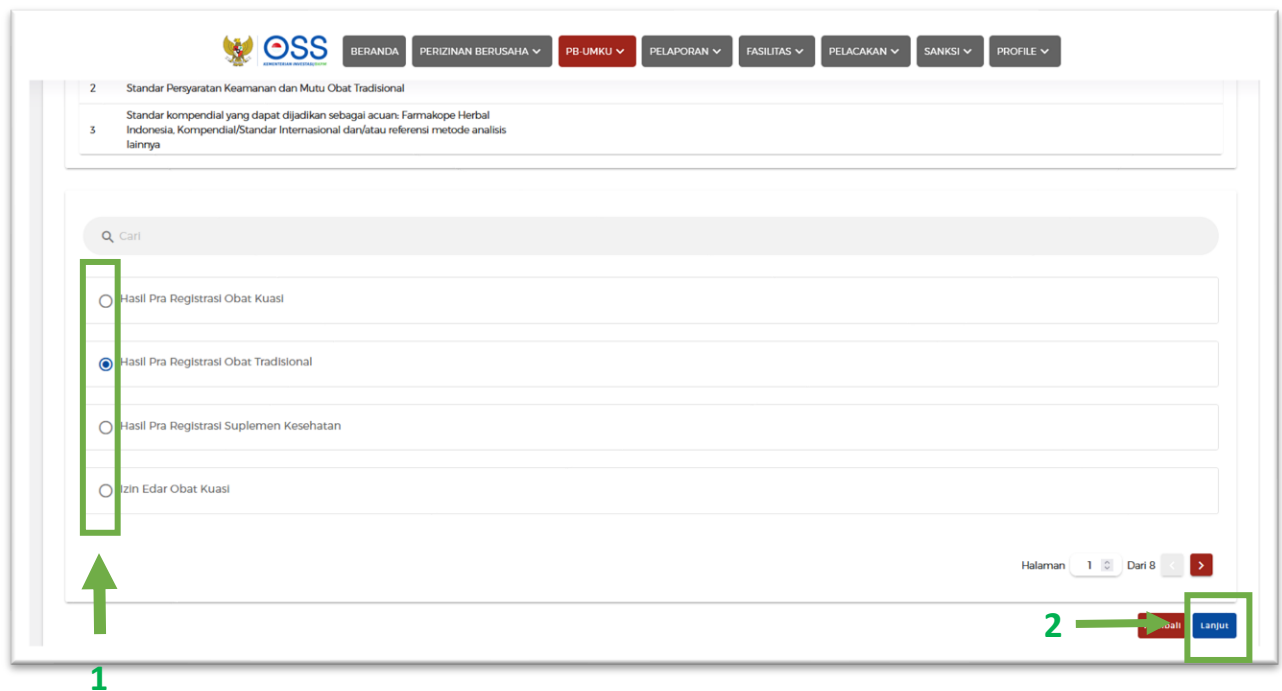 OSS
KEMENTERIAN INVESTASI/BKPM
BERANDA PERIZINAN BERUSAHA PB-UMKU PELAPORAN FASILITAS PELACAKAN SANKSI PROFILE
2 Standar Persyaratan Keamanan dan Mutu Obat Tradisional
Standar kompendial yang dapat dijadikan sebagai acuan: Farmakope Herbal
3 Indonesia, Kompendial/Standar Internasional dan/atau referensi metode analisis
lainnya
Cari
Hasil Pra Registrasi Obat Kuasi
Hasil Pra Registrasi Obat Tradisional
Hasil Pra Registrasi Suplemen Kesehatan
Izin Edar Obat Kuasi
Halaman 1 Dari 8
2 Lanjut
1